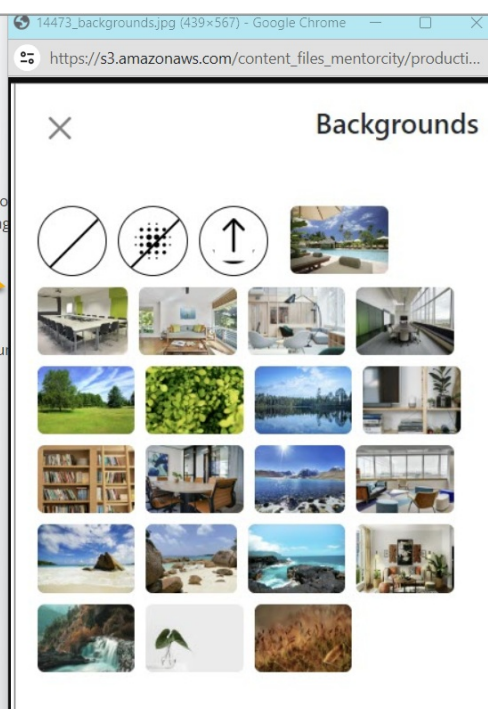 14473_backgrounds.jpg (439×567) - Google Chrome
https://s3.amazonaws.com/content_files_mentorcity/producti...
Backgrounds